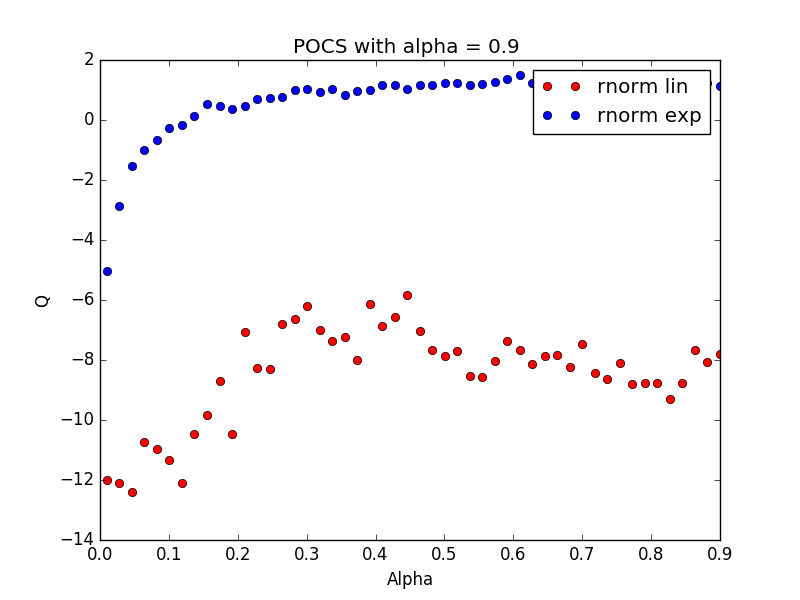 POCS with alpha = 0.9
rnorm lin
rnorm exp
2
0
−2
−4
−6
−8
−10
−12
−14
Q
0.0 0.1 0.2 0.3 0.4 0.5 0.6 0.7 0.8 0.9
Alpha